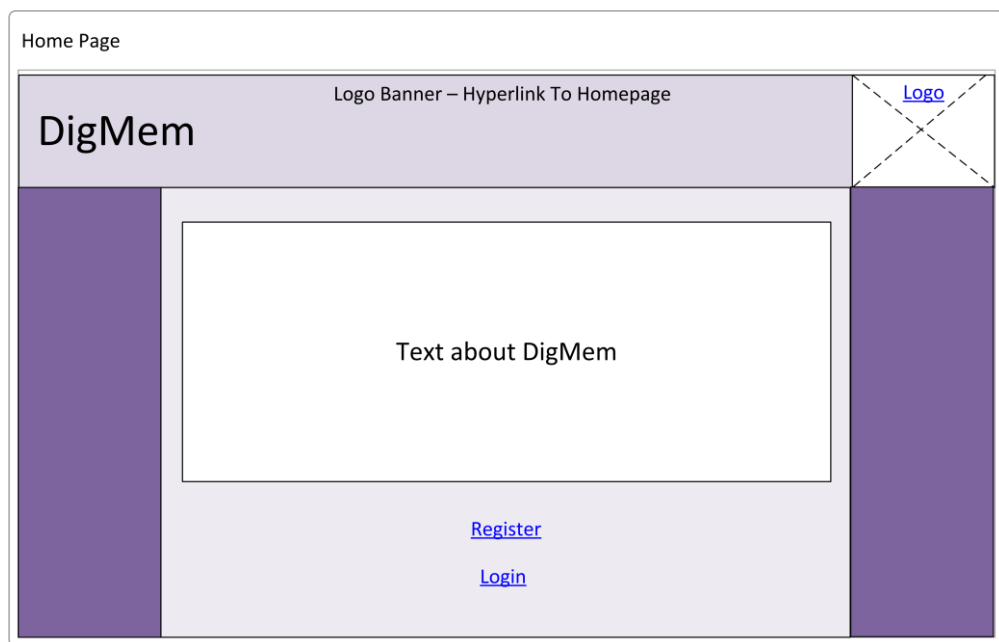 Home Page
Logo Banner – Hyperlink To Homepage
Logo
DigMem
Text about DigMem
Register
Login